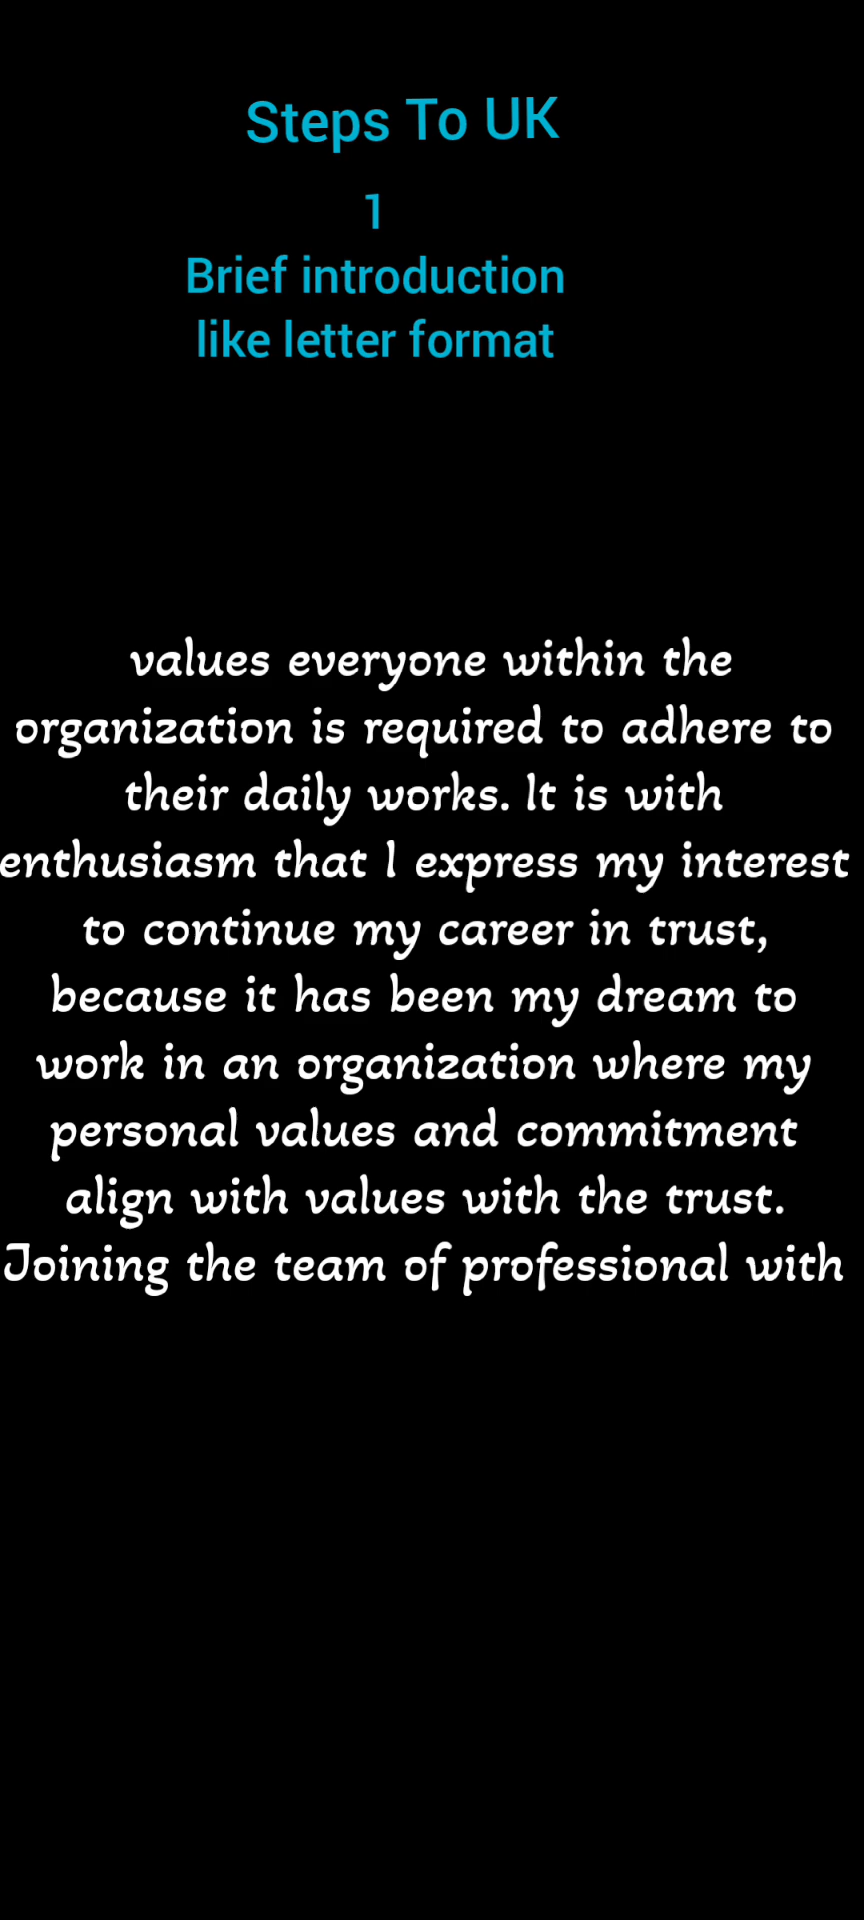 Steps To UK
1
Brief introduction
like letter format
values everyone within the
organization is required to adhere to
their daily works. It is with
enthusiasm that I express my interest
to continue my career in trust,
because it has been my dream to
work in an organization where my
personal values and commitment
align with values with the trust.
Joining the team of professional with